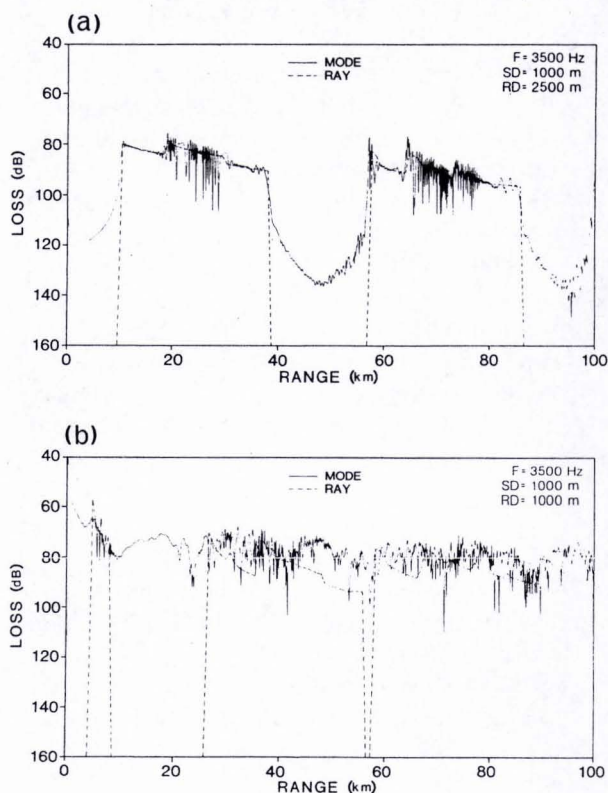 (a)
40
60
80
100
120
140
160
LOSS (dB)
MODE
RAY
F= 3500 Hz
SD= 1000 m
RD= 2500 m
0 20 40 60 80 100
RANGE (km)
(b)
40
60
80
100
120
140
160
LOSS (dB)
MODE
RAY
F= 3500 Hz
SD= 1000 m
RD= 1000 m
0 20 40 60 80 100
RANGE (km)